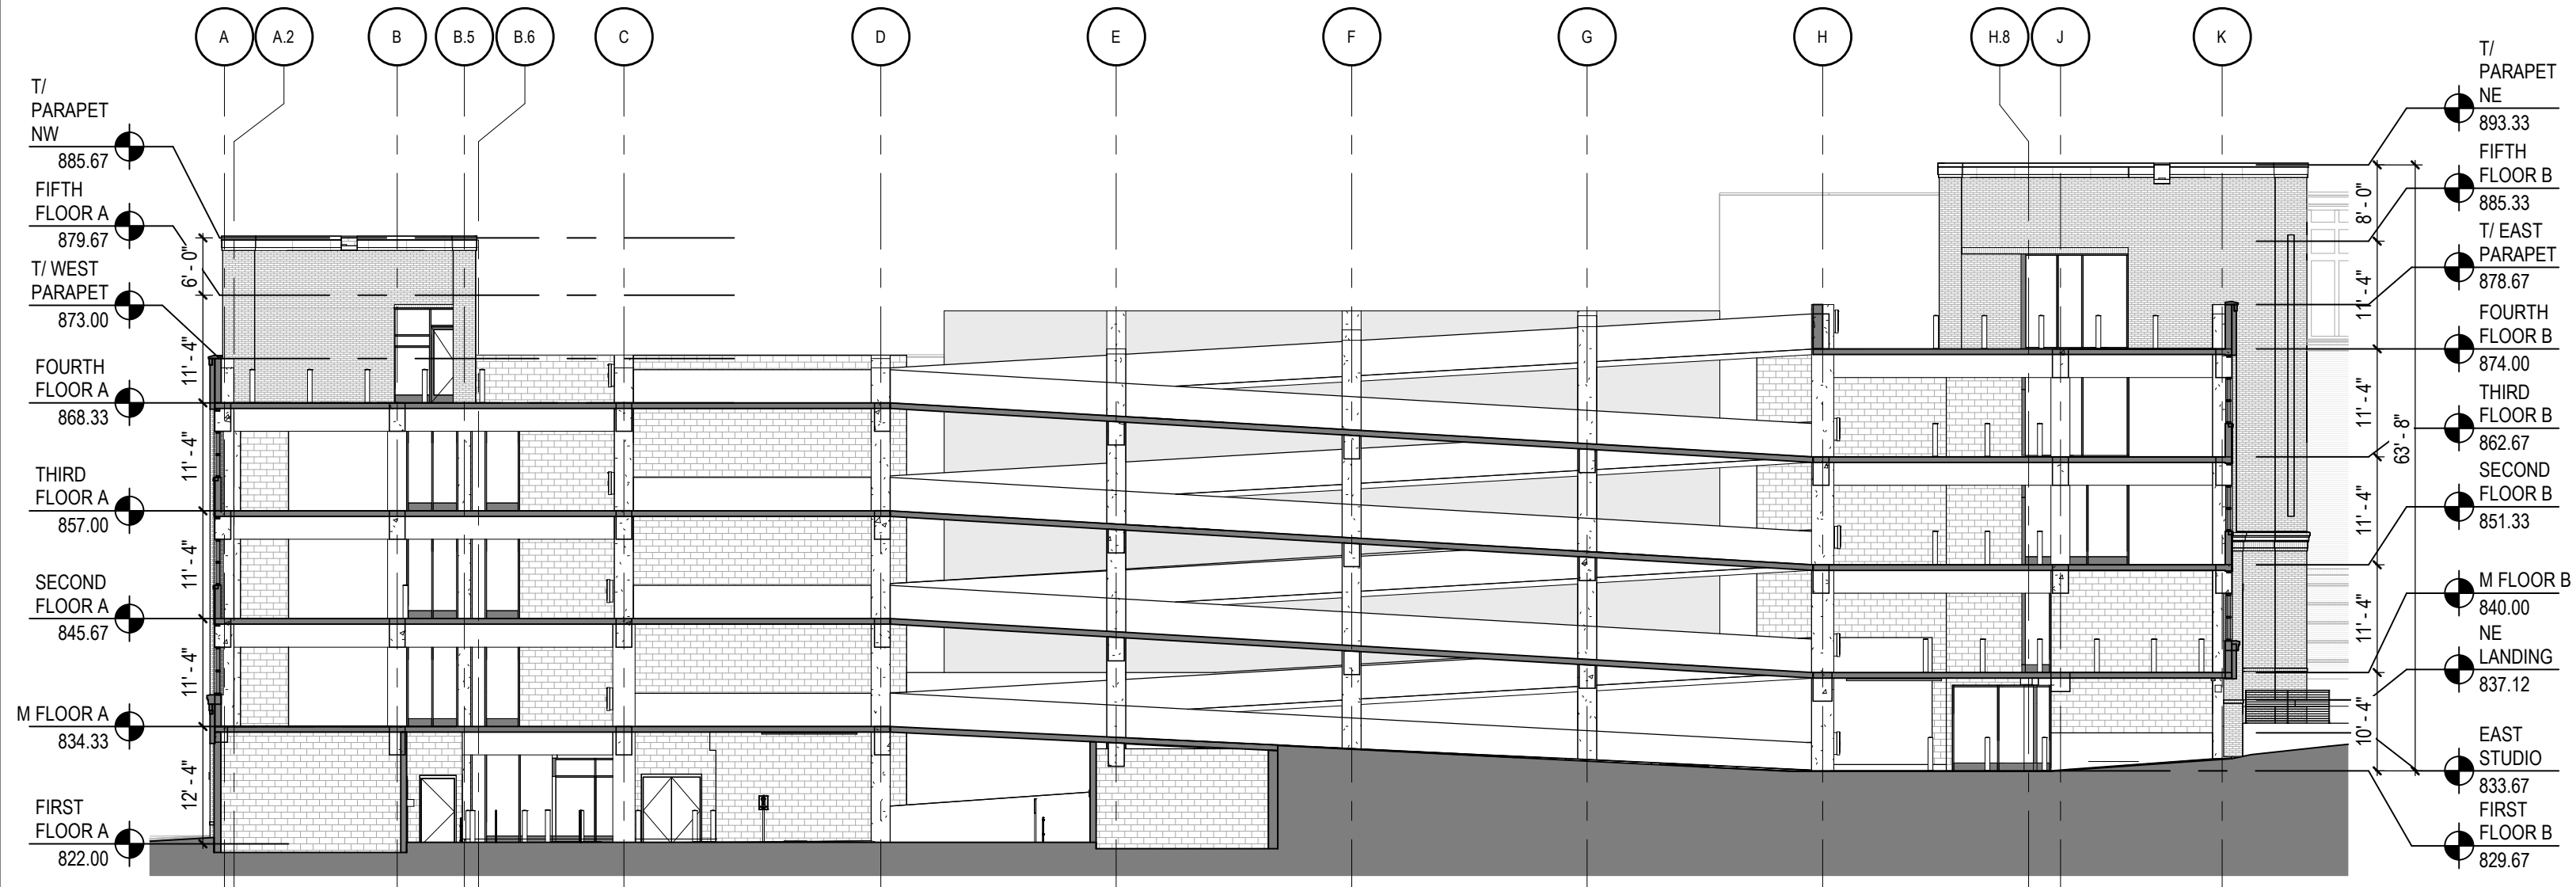 A
A.2
B
B.5
B.6
C
D
E
F
G
H
H.8
J
K
T/
PARAPET
NW
885.67
FIFTH
FLOOR A
879.67
T/ WEST
PARAPET
873.00
FOURTH
FLOOR A
868.33
THIRD
FLOOR A
857.00
SECOND
FLOOR A
845.67
M FLOOR A
834.33
FIRST
FLOOR A
822.00
6' - 0"
11' - 4"
11' - 4"
11' - 4"
11' - 4"
12' - 4"
8' - 0"
11' - 4"
11' - 4"
11' - 4"
11' - 4"
10' - 4"
63' - 8"
T/
PARAPET
NE
893.33
FIFTH
FLOOR B
885.33
T/ EAST
PARAPET
878.67
FOURTH
FLOOR B
874.00
THIRD
FLOOR B
862.67
SECOND
FLOOR B
851.33
M FLOOR B
840.00
NE
LANDING
837.12
EAST
STUDIO
833.67
FIRST
FLOOR B
829.67